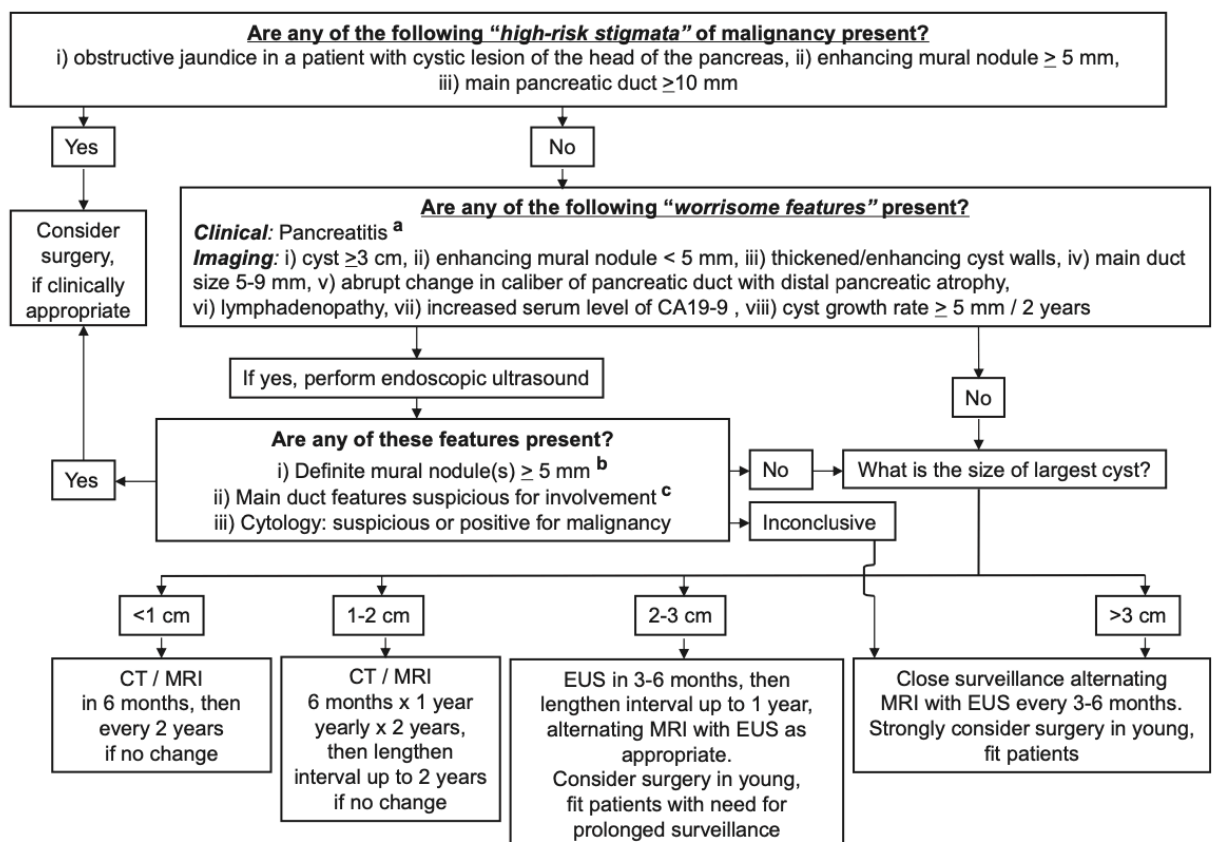 Are any of the following “high-risk stigmata” of malignancy present?
i) obstructive jaundice in a patient with cystic lesion of the head of the pancreas, ii) enhancing mural nodule ≥ 5 mm,
iii) main pancreatic duct ≥10 mm
Yes
No
Consider
surgery,
if clinically
appropriate
Are any of the following “worrisome features” present?
Clinical: Pancreatitis a
Imaging: i) cyst ≥3 cm, ii) enhancing mural nodule < 5 mm, iii) thickened/enhancing cyst walls, iv) main duct
size 5-9 mm, v) abrupt change in caliber of pancreatic duct with distal pancreatic atrophy,
vi) lymphadenopathy, vii) increased serum level of CA19-9 , viii) cyst growth rate ≥ 5 mm / 2 years
If yes, perform endoscopic ultrasound
No
Are any of these features present?
i) Definite mural nodule(s) ≥ 5 mm b
ii) Main duct features suspicious for involvement c
iii) Cytology: suspicious or positive for malignancy
Yes
No
What is the size of largest cyst?
Inconclusive
<1 cm
1-2 cm
2-3 cm
>3 cm
CT / MRI
in 6 months, then
every 2 years
if no change
CT / MRI
6 months x 1 year
yearly x 2 years,
then lengthen
interval up to 2 years
if no change
EUS in 3-6 months, then
lengthen interval up to 1 year,
alternating MRI with EUS as
appropriate.
Consider surgery in young,
fit patients with need for
prolonged surveillance
Close surveillance alternating
MRI with EUS every 3-6 months.
Strongly consider surgery in young,
fit patients